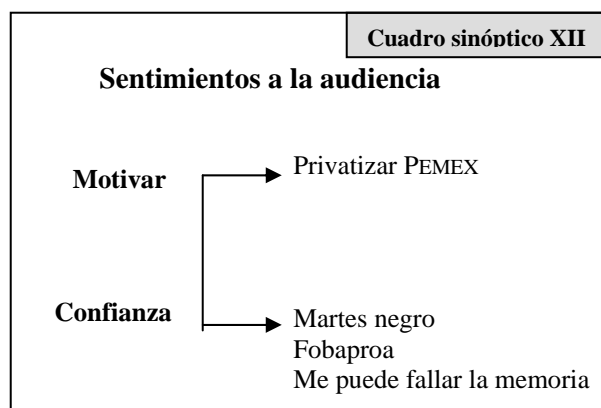 Cuadro sinóptico XII
Sentimientos a la audiencia
Motivar
Privatizar PEMEX
Confianza
Martes negro
Fobaproa
Me puede fallar la memoria